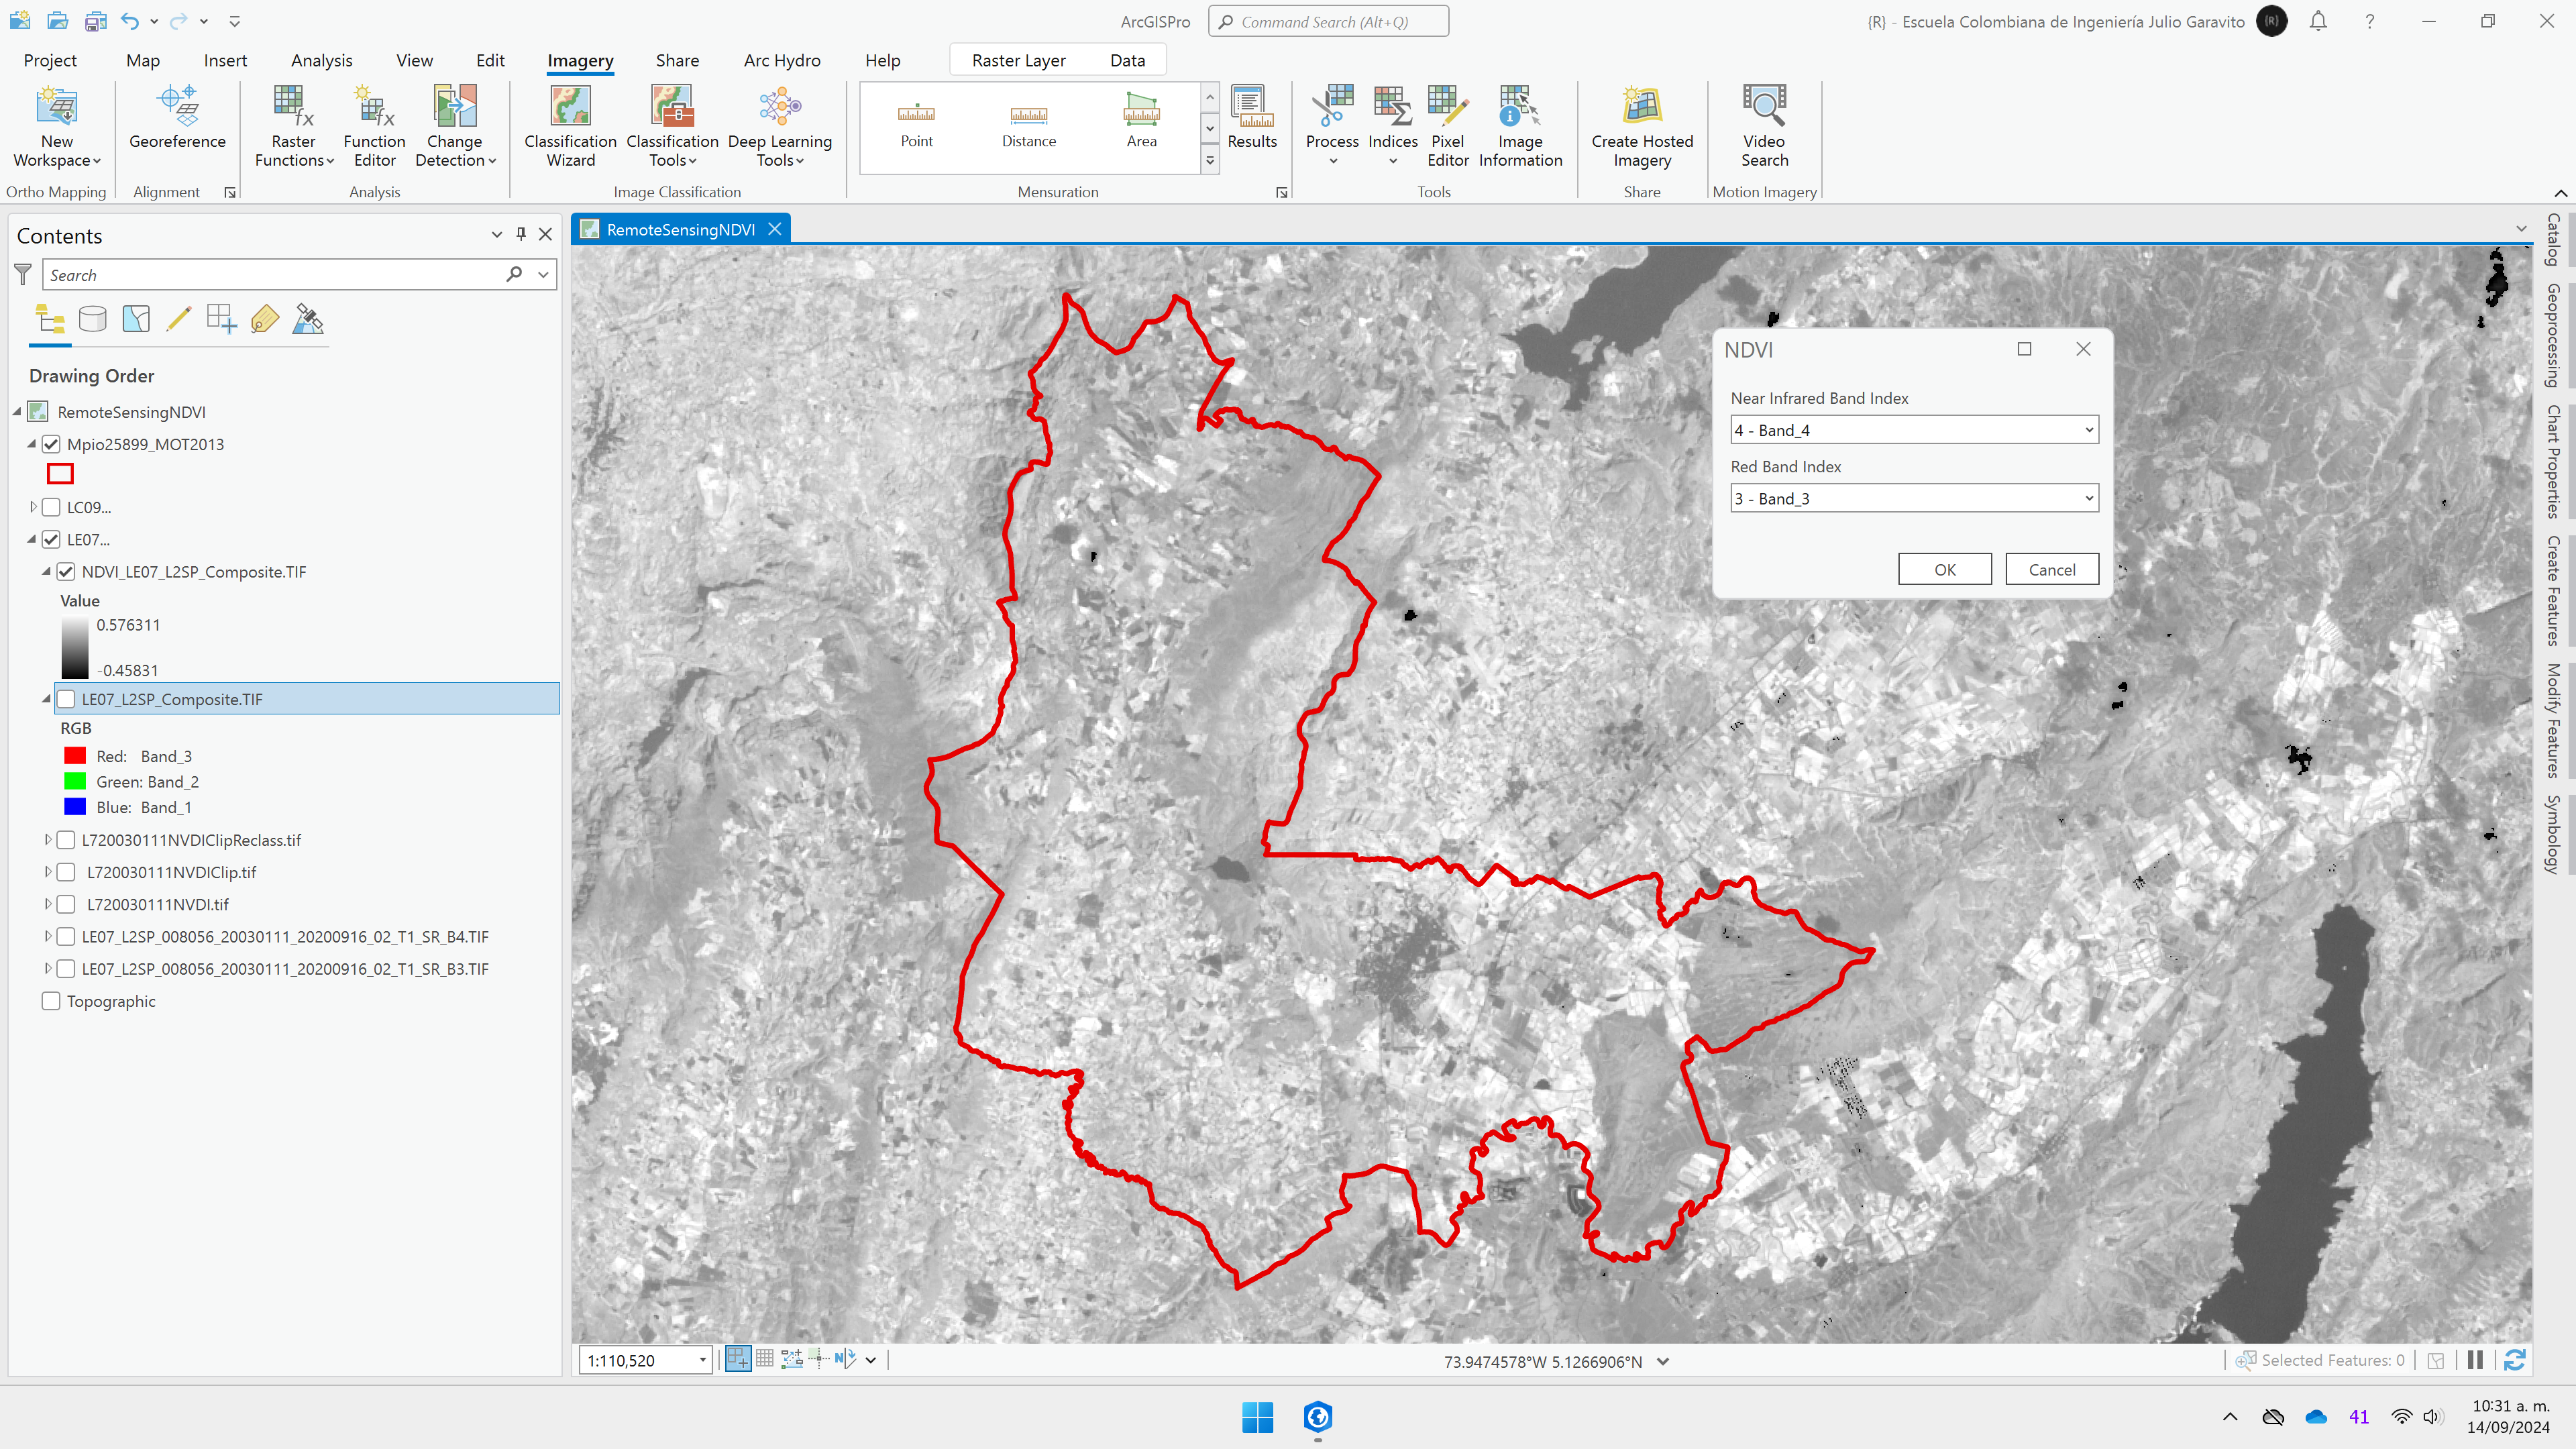 ArcGISPro
Command Search (Alt+Q)
{R} - Escuela Colombiana de Ingeniería Julio Garavito
{R}
?
Project
Map
Insert
Analysis
View
Edit
Imagery
Share
Arc Hydro
Help
Raster Layer
Data
New Workspace
Georeference
Raster Functions
Function Editor
Change Detection
Classification Wizard
Classification Tools
Deep Learning Tools
Point
Distance
Area
Results
Process
Indices
Pixel Editor
Image Information
Create Hosted Imagery
Video Search
Ortho Mapping
Alignment
Analysis
Image Classification
Mensuration
Tools
Share
Motion Imagery
Contents
Search
Drawing Order
RemoteSensingNDVI
Mpio25899_MOT2013
LC09...
LE07...
NDVI_LE07_L2SP_Composite.TIF
Value
0.576311
-0.45831
LE07_L2SP_Composite.TIF
RGB
Red: Band_3
Green: Band_2
Blue: Band_1
L720030111NVDIClipReclass.tif
L720030111NVDIClip.tif
L720030111NVDI.tif
LE07_L2SP_008056_20030111_20200916_02_T1_SR_B4.TIF
LE07_L2SP_008056_20030111_20200916_02_T1_SR_B3.TIF
Topographic
RemoteSensingNDVI
NDVI
Near Infrared Band Index
4 - Band_4
Red Band Index
3 - Band_3
OK
Cancel
Catalog
Geoprocessing
Chart Properties
Create Features
Modify Features
Symbology
1:110,520
73.9474578°W 5.1266906°N
Selected Features: 0
41
10:31 a. m.
14/09/2024